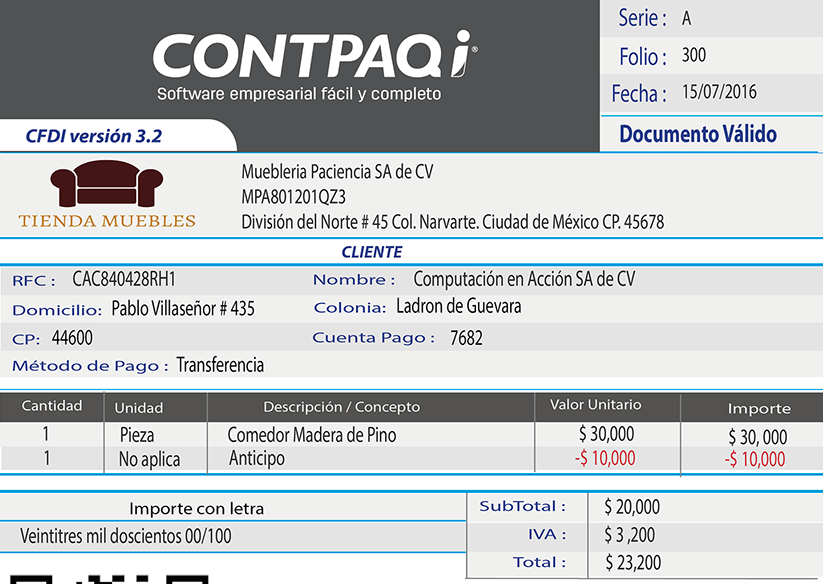 CONTPAQ i®
Software empresarial fácil y completo
Serie : A
Folio : 300
Fecha : 15/07/2016
CFDI versión 3.2
Documento Válido
TIENDA MUEBLES
Muebleria Paciencia SA de CV
MPA801201QZ3
División del Norte # 45 Col. Narvarte. Ciudad de México CP. 45678
CLIENTE
RFC : CAC840428RH1 Nombre : Computación en Acción SA de CV
Domicilio: Pablo Villaseñor # 435 Colonia: Ladron de Guevara
CP: 44600 Cuenta Pago : 7682
Método de Pago : Transferencia
Cantidad Unidad Descripción / Concepto Valor Unitario Importe
1 Pieza Comedor Madera de Pino $ 30,000 $ 30, 000
1 No aplica Anticipo -$ 10,000 -$ 10,000
Importe con letra SubTotal : $ 20,000
Veintitres mil doscientos 00/100 IVA : $ 3 ,200
Total : $ 23,200